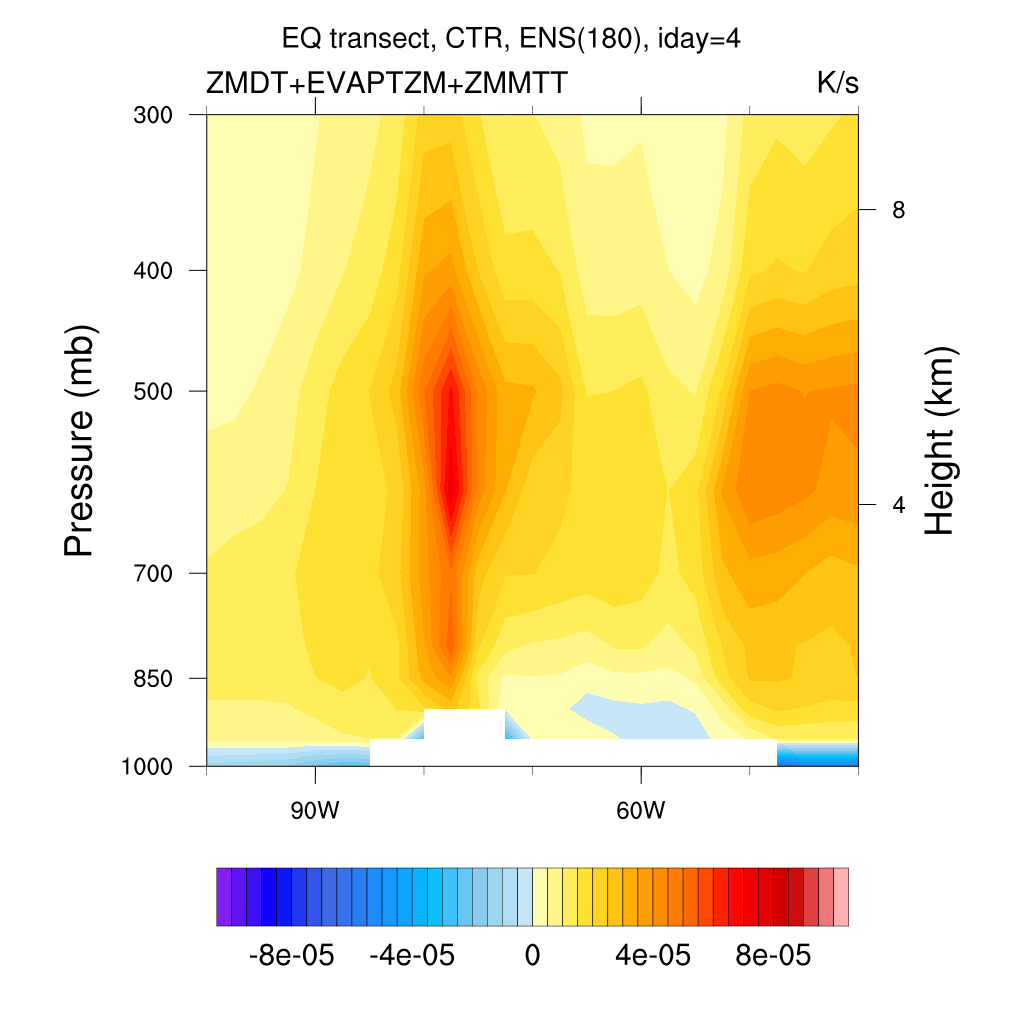 EQ transect, CTR, ENS(180), iday=4
ZMDT+EVAPTZM+ZMMTT K/s
300
400
500
700
850
1000
Pressure (mb)
8
4
Height (km)
90W 60W
-8e-05 -4e-05 0 4e-05 8e-05